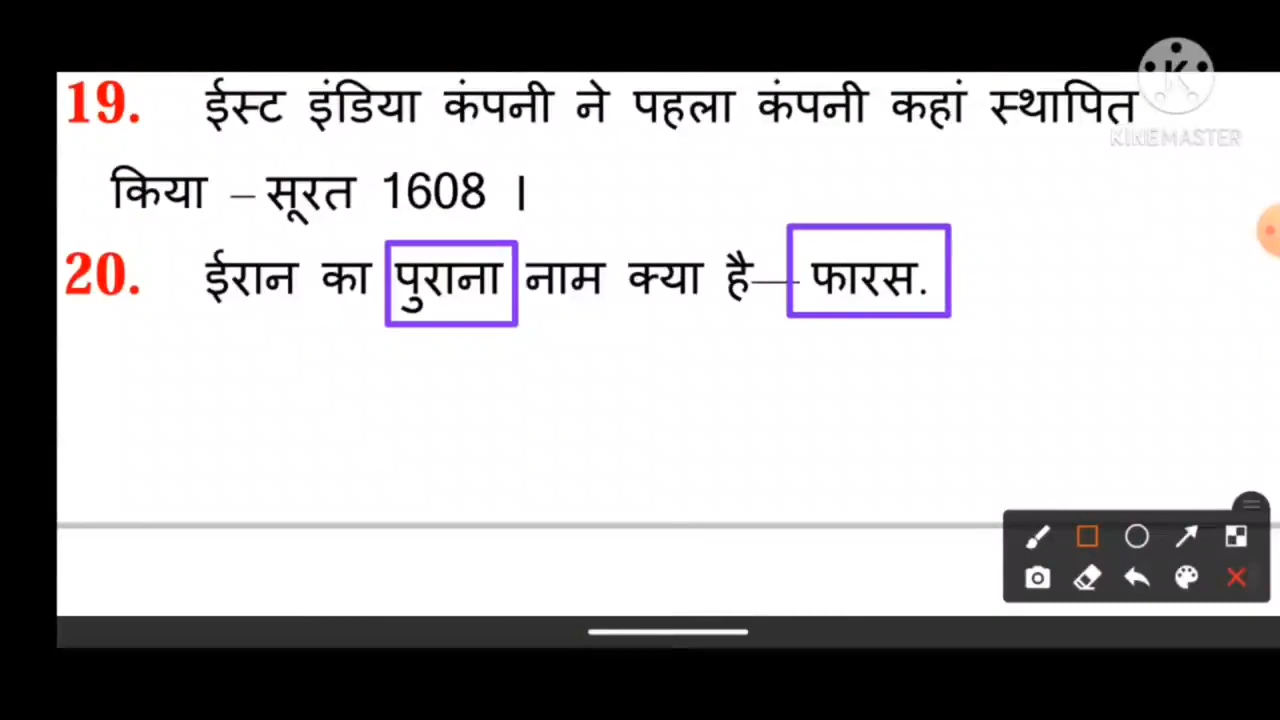 KINEMASTER
19. ईस्ट इंडिया कंपनी ने पहला कंपनी कहां स्थापित
किया – सूरत 1608 ।
20. ईरान का पुराना नाम क्या है— फारस.